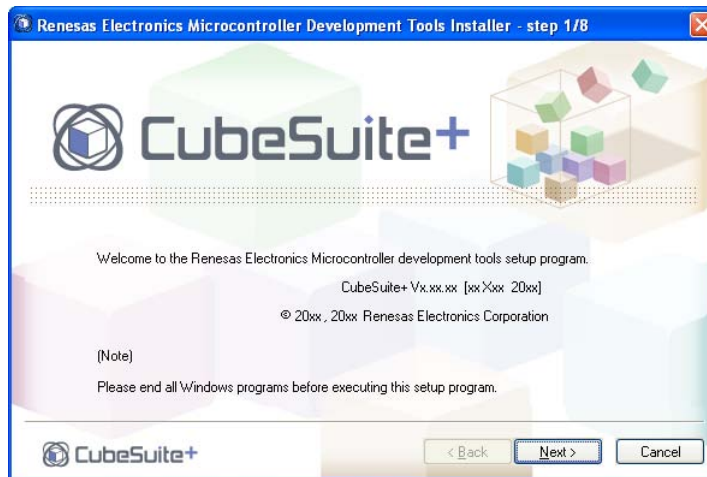 Renesas Electronics Microcontroller Development Tools Installer - step 1/8
CubeSuite+
Welcome to the Renesas Electronics Microcontroller development tools setup program.
CubeSuite+ Vx.xx.xx [xx Xxx 20xx]
© 20xx , 20xx Renesas Electronics Corporation
(Note)
Please end all Windows programs before executing this setup program.
CubeSuite+
< Back
Next >
Cancel